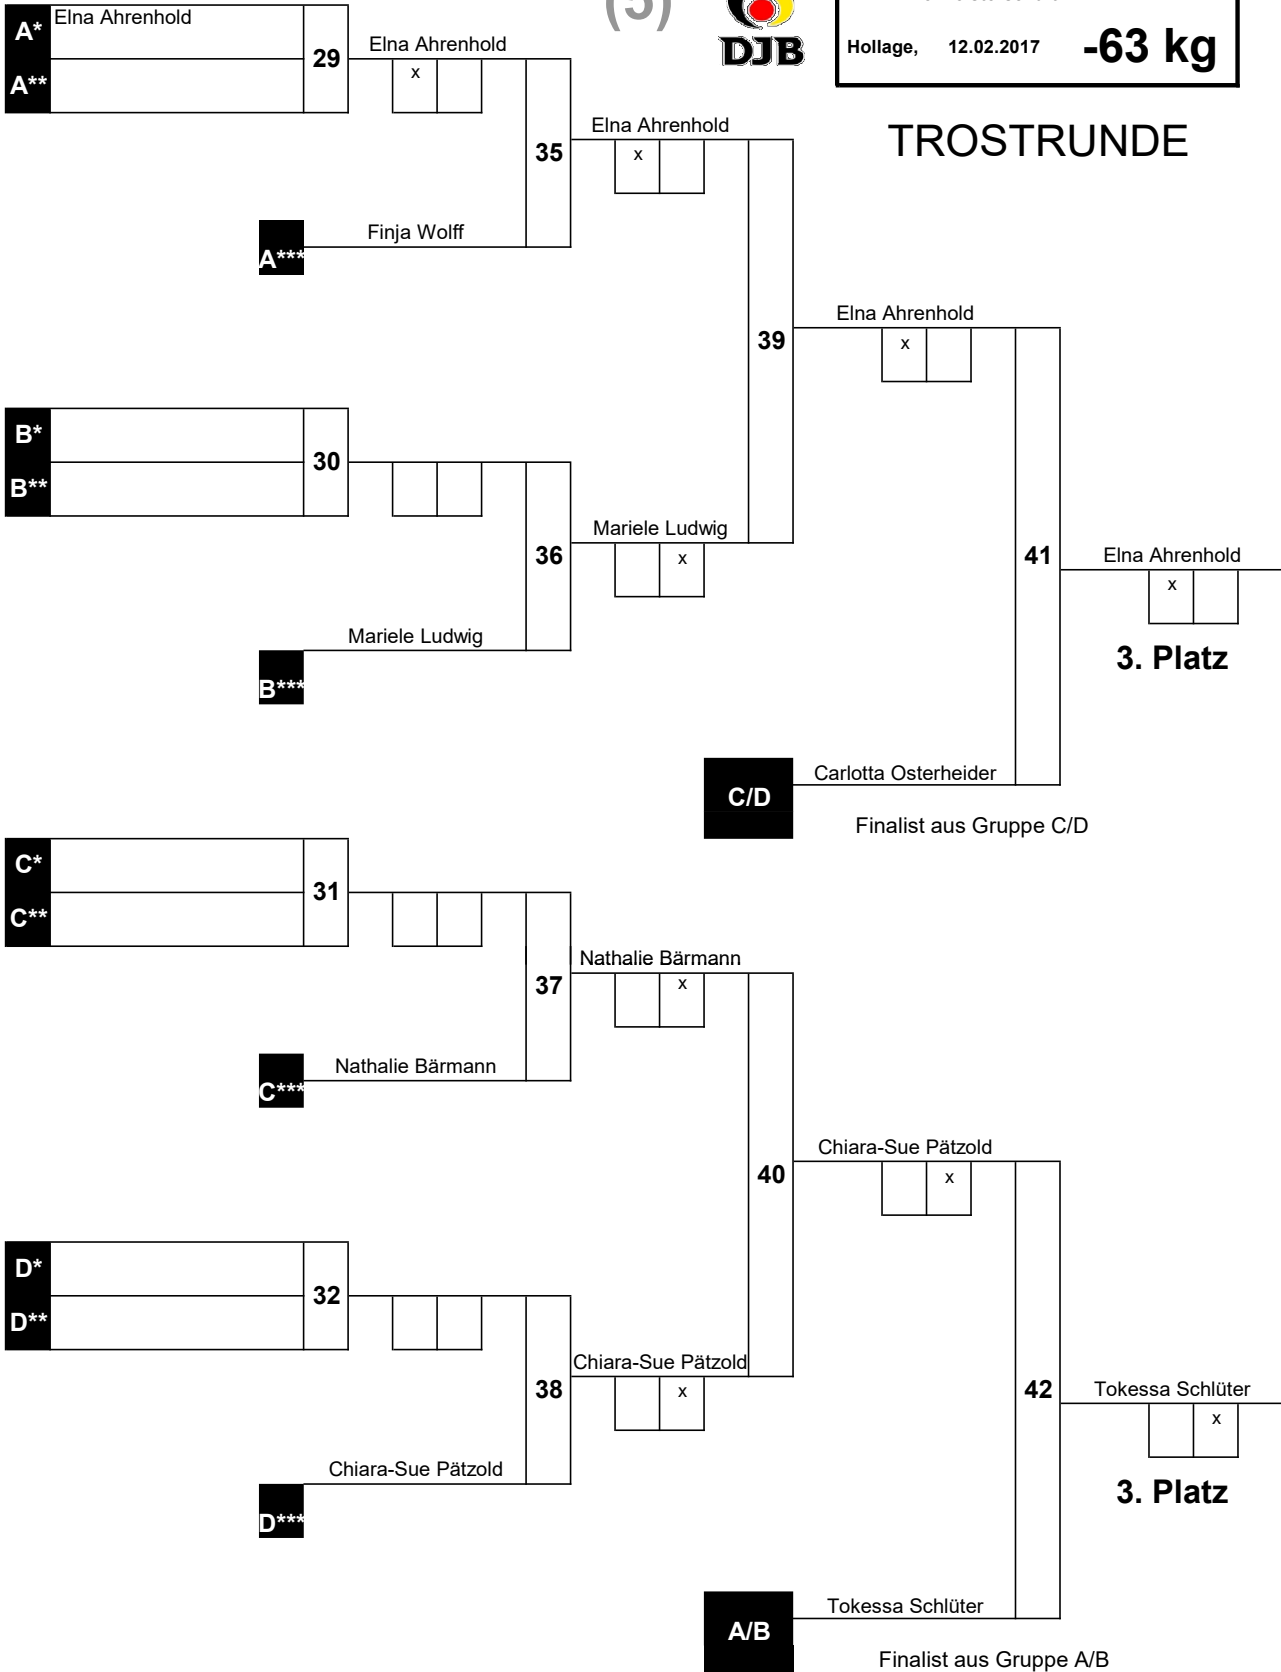 (5)
DJB
Hollage, 12.02.2017 -63 kg
TROSTRUNDE
A* Elna Ahrenhold
A**
29
Elna Ahrenhold
x
35
Elna Ahrenhold
x
A*** Finja Wolff
39
Elna Ahrenhold
x
B*
B**
30
36
Mariele Ludwig
x
B*** Mariele Ludwig
41
Elna Ahrenhold
x
3. Platz
C/D Carlotta Osterheider
Finalist aus Gruppe C/D
C*
C**
31
37
Nathalie Bärmann
x
C*** Nathalie Bärmann
40
Chiara-Sue Pätzold
x
D*
D**
32
38
Chiara-Sue Pätzold
x
D*** Chiara-Sue Pätzold
42
Tokessa Schlüter
x
3. Platz
A/B Tokessa Schlüter
Finalist aus Gruppe A/B